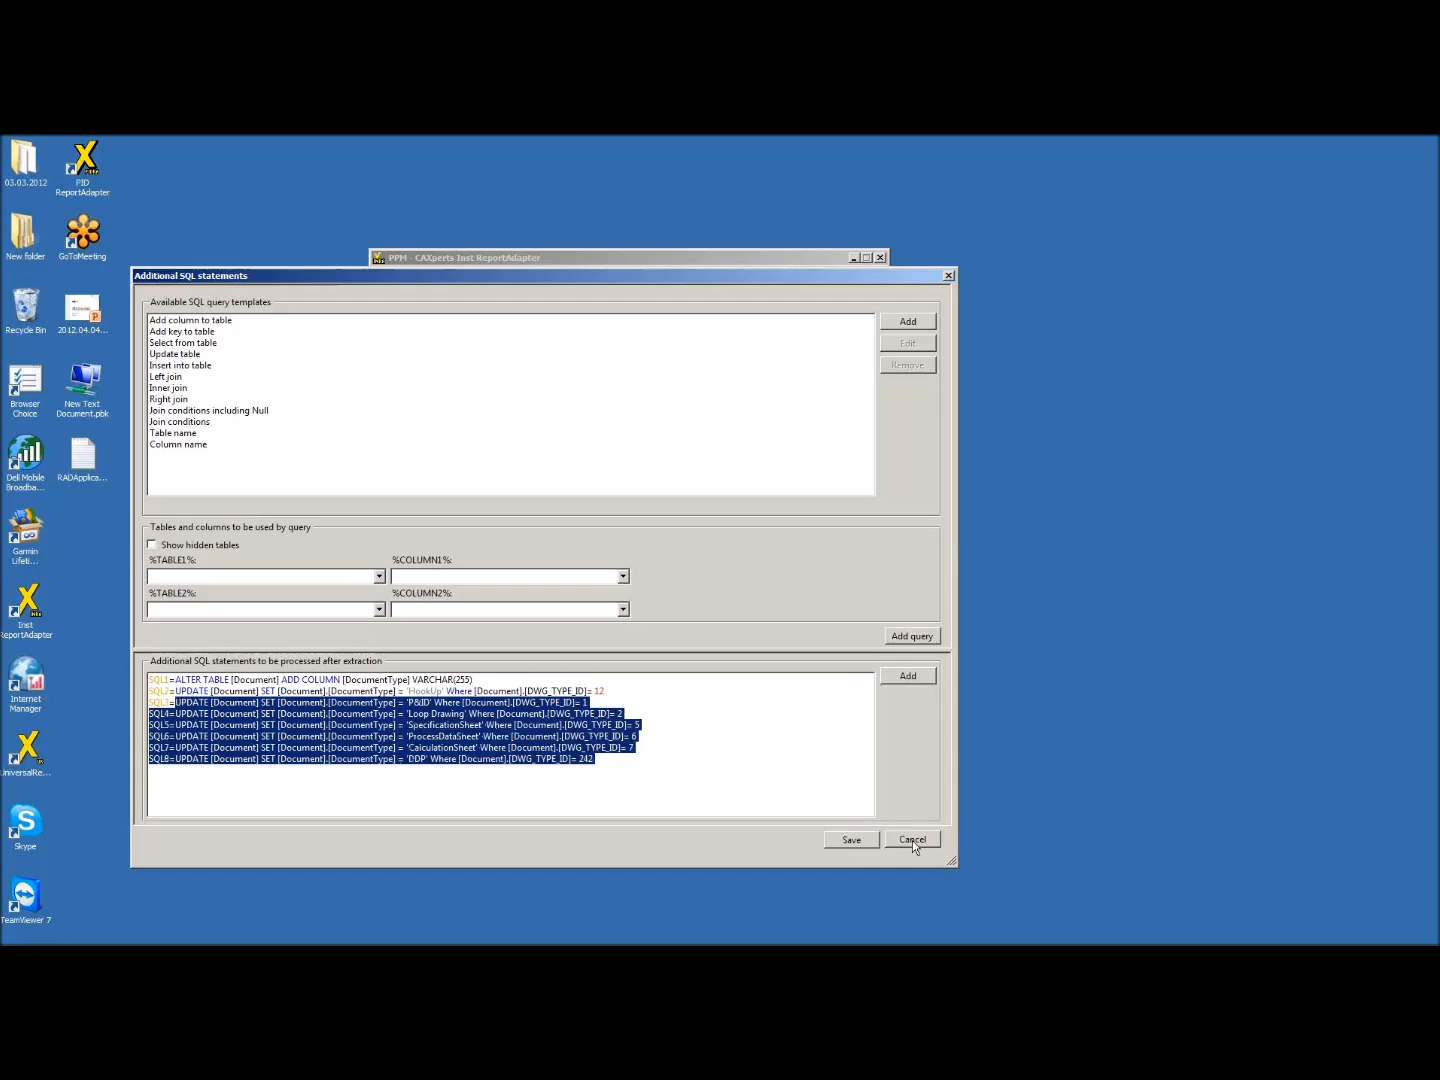 03.03.2012
PID
ReportAdapter
New folder
GoToMeeting
Recycle Bin
2012.04.04...
Browser
Choice
New Text
Document.pbk
Dell Mobile
Broadba...
RADApplica...
Garmin
Lifeti...
Inst
ReportAdapter
Internet
Manager
UniversalRe...
Skype
TeamViewer 7
PPM - CAXperts Inst ReportAdapter
Additional SQL statements
Available SQL query templates
Add column to table
Add key to table
Select from table
Update table
Insert into table
Left join
Inner join
Right join
Join conditions including Null
Join conditions
Table name
Column name
Add
Edit
Remove
Tables and columns to be used by query
Show hidden tables
%TABLE1%: %COLUMN1%:
%TABLE2%: %COLUMN2%:
Add query
Additional SQL statements to be processed after extraction
SQL1=ALTER TABLE [Document] ADD COLUMN [DocumentType] VARCHAR(255)
SQL2=UPDATE [Document] SET [Document].[DocumentType] = 'HookUp' Where [Document].[DWG_TYPE_ID]= 12
SQL3=UPDATE [Document] SET [Document].[DocumentType] = 'P&ID' Where [Document].[DWG_TYPE_ID]= 1
SQL4=UPDATE [Document] SET [Document].[DocumentType] = 'Loop Drawing' Where [Document].[DWG_TYPE_ID]= 2
SQL5=UPDATE [Document] SET [Document].[DocumentType] = 'SpecificationSheet' Where [Document].[DWG_TYPE_ID]= 5
SQL6=UPDATE [Document] SET [Document].[DocumentType] = 'ProcessDataSheet' Where [Document].[DWG_TYPE_ID]= 6
SQL7=UPDATE [Document] SET [Document].[DocumentType] = 'CalculationSheet' Where [Document].[DWG_TYPE_ID]= 7
SQL8=UPDATE [Document] SET [Document].[DocumentType] = 'DDP' Where [Document].[DWG_TYPE_ID]= 242
Add
Save
Cancel